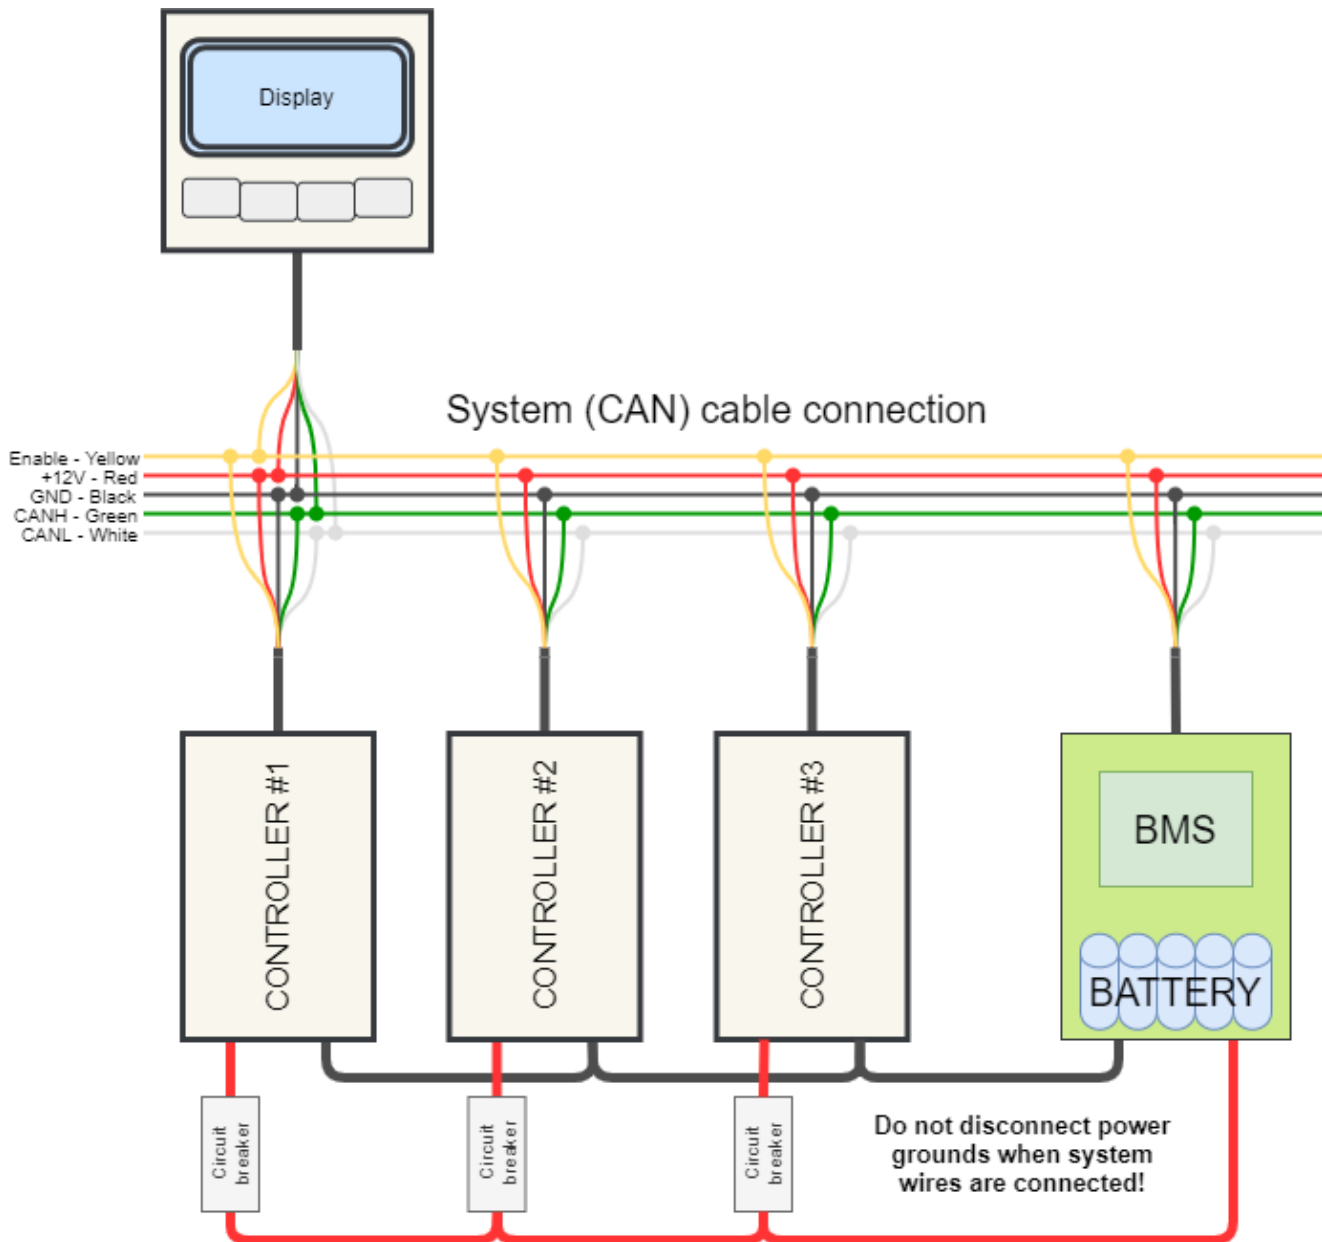 Display
System (CAN) cable connection
Enable - Yellow
+12V - Red
GND - Black
CANH - Green
CANL - White
CONTROLLER #1
CONTROLLER #2
CONTROLLER #3
BMS
BATTERY
Circuit
breaker
Circuit
breaker
Circuit
breaker
Do not disconnect power
grounds when system
wires are connected!